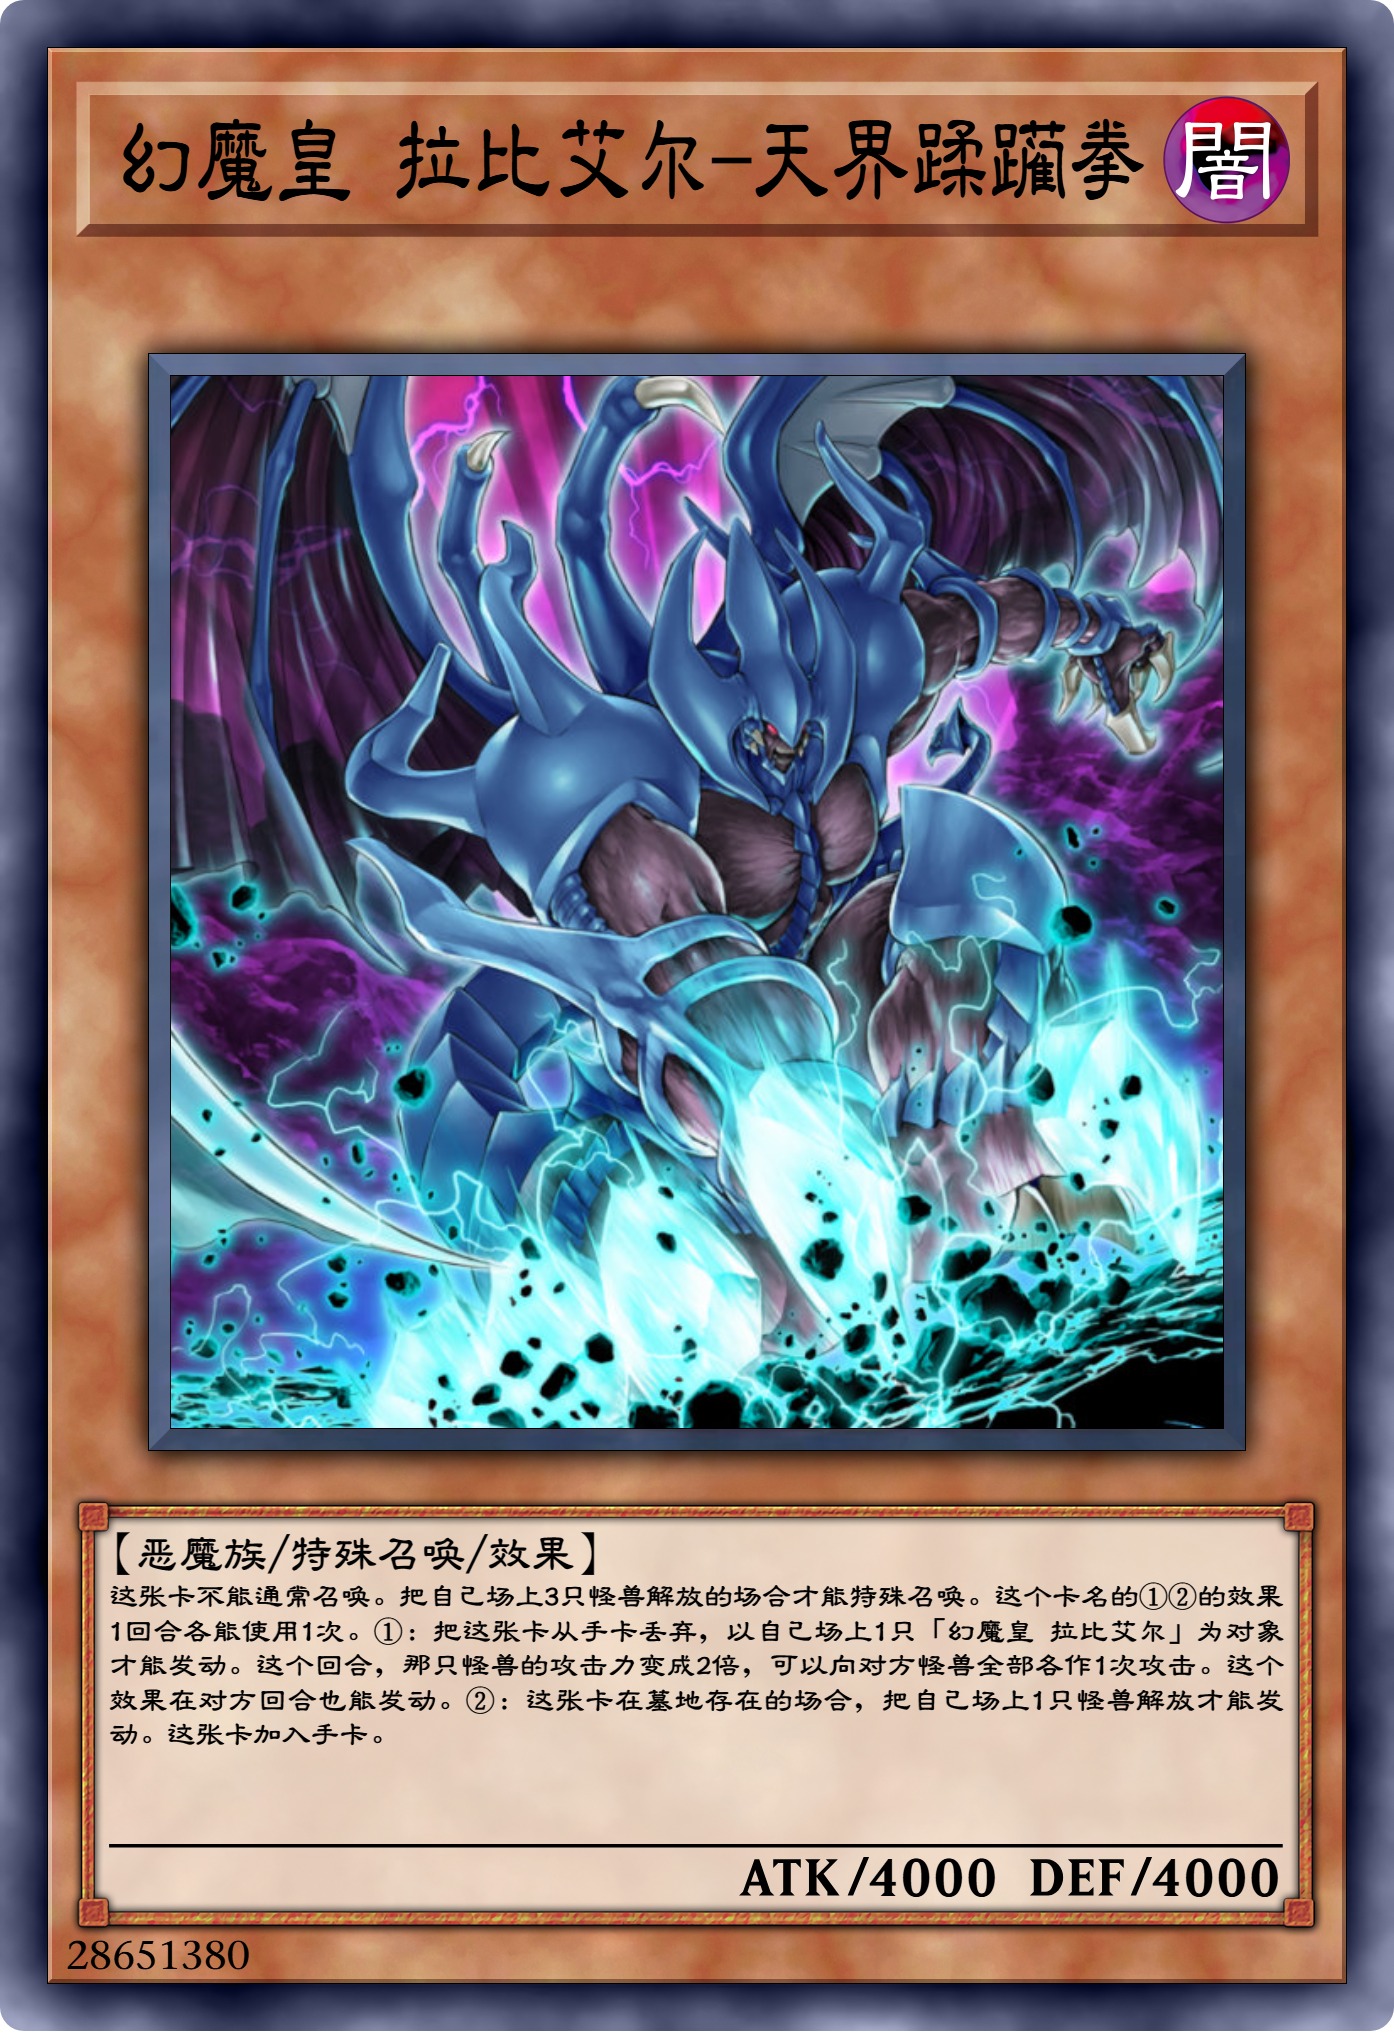 幻魔皇 拉比艾尔-天界蹂躏拳
闇
【恶魔族/特殊召唤/效果】
这张卡不能通常召唤。把自己场上3只怪兽解放的场合才能特殊召唤。这个卡名的①②的效果
1回合各能使用1次。①：把这张卡从手卡丢弃，以自己场上1只「幻魔皇 拉比艾尔」为对象
才能发动。这个回合，那只怪兽的攻击力变成2倍，可以向对方怪兽全部各作1次攻击。这个
效果在对方回合也能发动。②：这张卡在墓地存在的场合，把自己场上1只怪兽解放才能发
动。这张卡加入手卡。
ATK/4000 DEF/4000
28651380